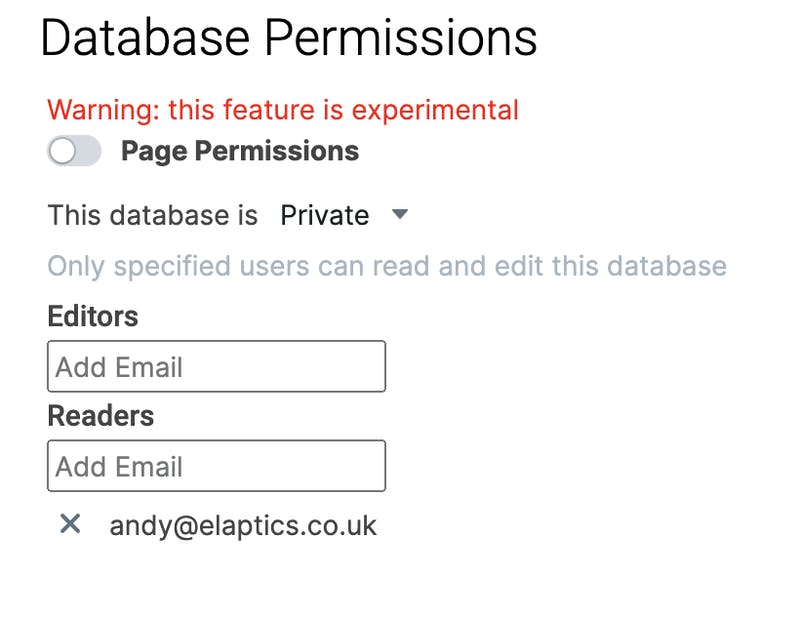 Database Permissions
Warning: this feature is experimental
Page Permissions
This database is Private
Only specified users can read and edit this database
Editors
Add Email
Readers
Add Email
andy@elaptics.co.uk